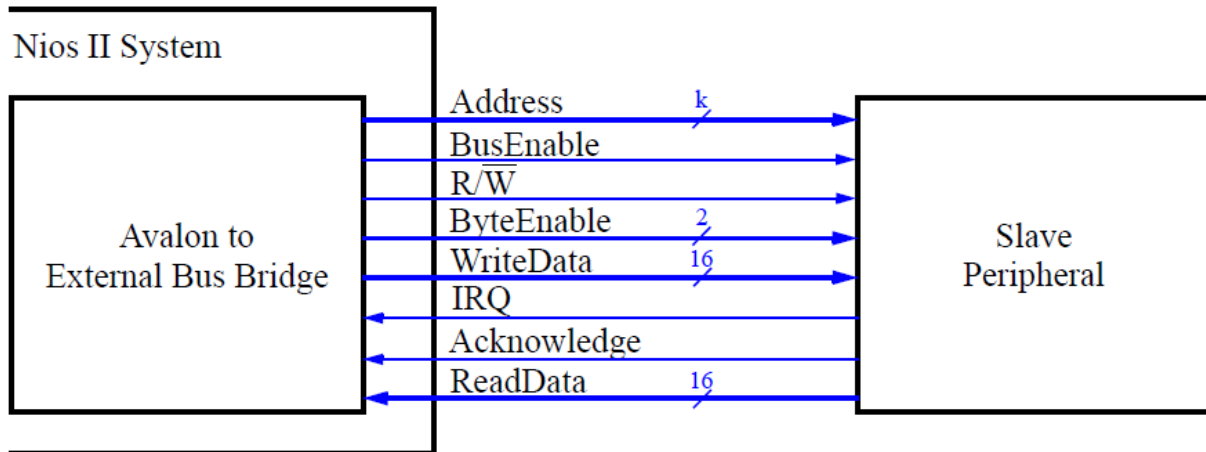 Nios II System
Address
k
BusEnable
R/W̅
ByteEnable
2
WriteData
16
IRQ
Acknowledge
ReadData
16
Avalon to
External Bus Bridge
Slave
Peripheral